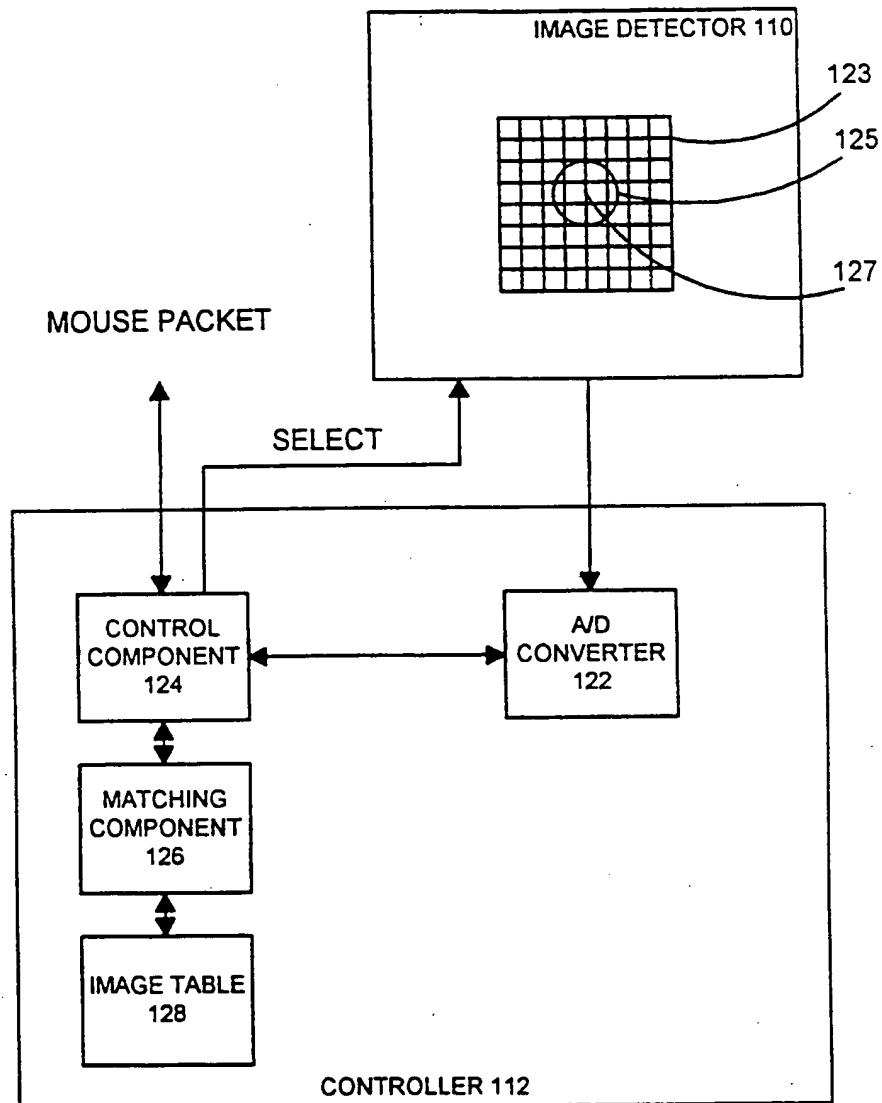 IMAGE DETECTOR 110
123
125
127
MOUSE PACKET
SELECT
CONTROL
COMPONENT
124
A/D
CONVERTER
122
MATCHING
COMPONENT
126
IMAGE TABLE
128
CONTROLLER 112